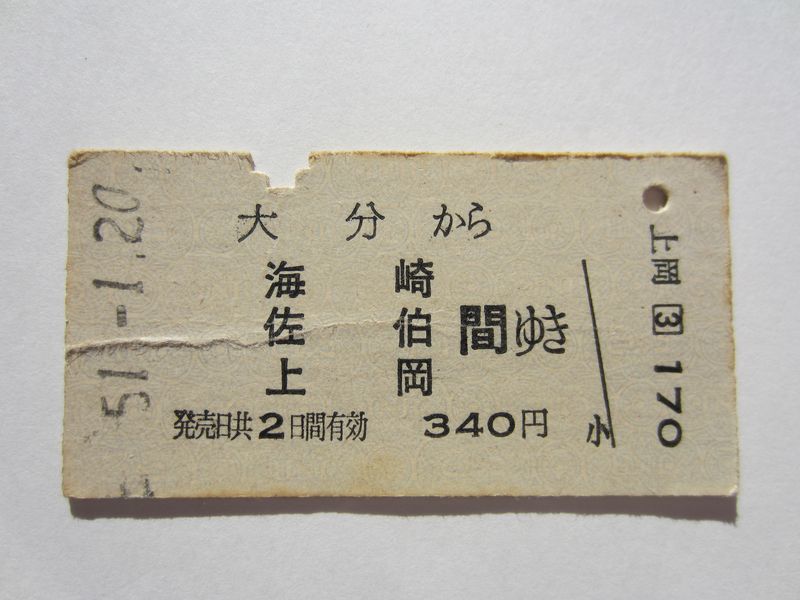 51.-1.20
大分から
海崎
佐伯
上岡
間ゆき
発売日共2日間有効 340円
小
上岡 3 170